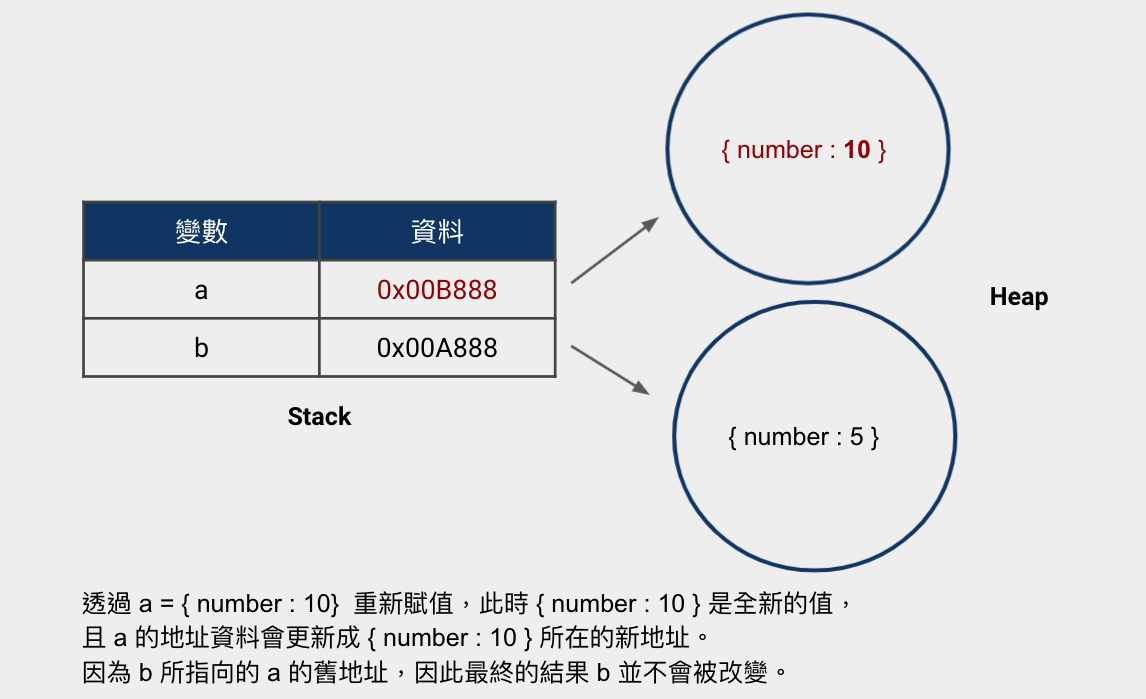 { number : 10 }
變數 資料
a 0x00B888
b 0x00A888
Heap
Stack
{ number : 5 }
透過 a = { number : 10} 重新賦值，此時 { number : 10 } 是全新的值，
且 a 的地址資料會更新成 { number : 10 } 所在的新地址。
因為 b 所指向的 a 的舊地址，因此最終的結果 b 並不會被改變。